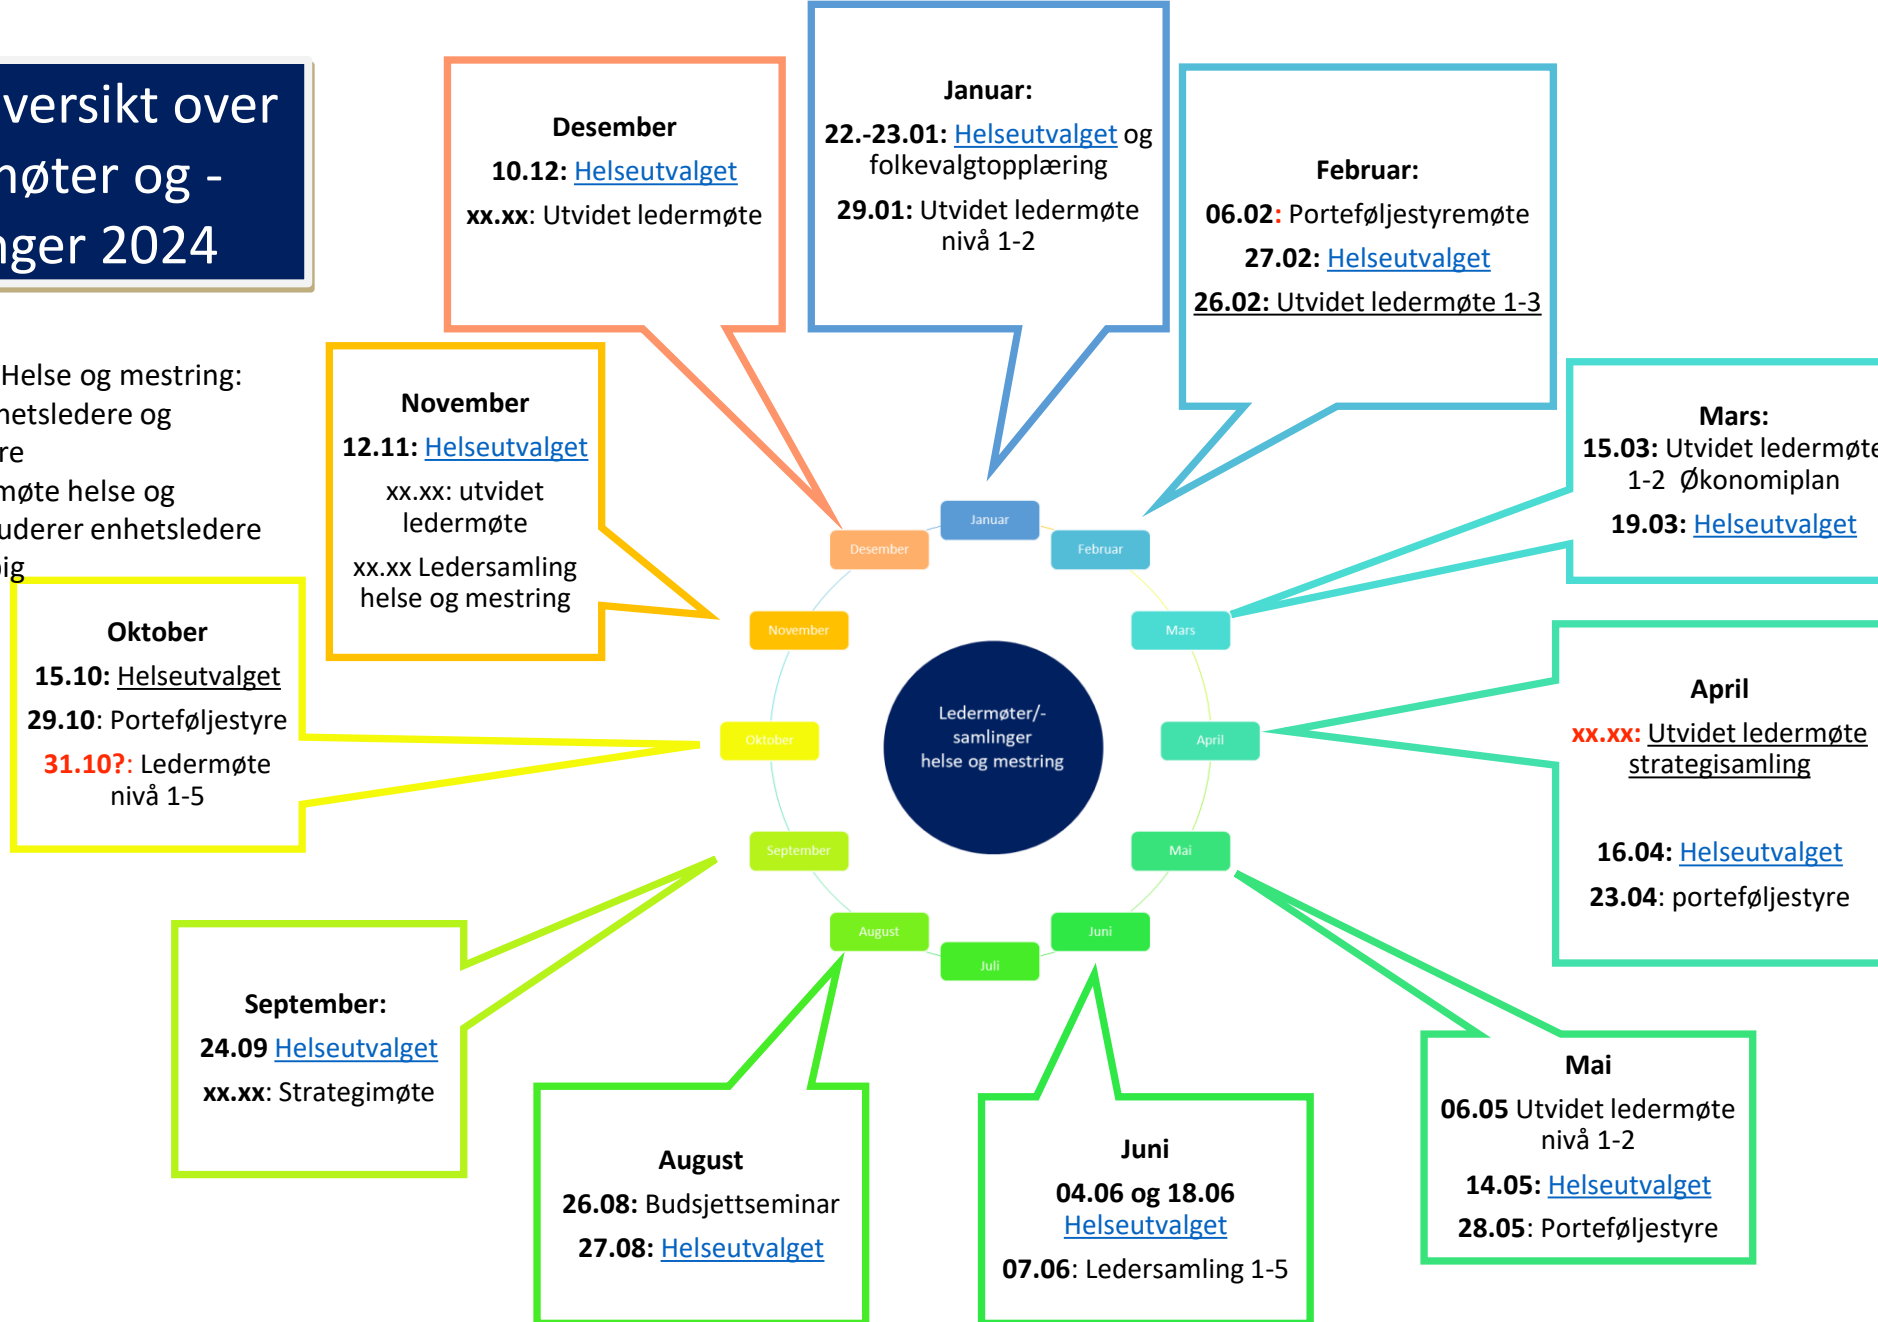 versikt over
møter og -
nger 2024
Helse og mestring:
hetsledere og
re
møte helse og
uderer enhetsledere
ig
Desember
10.12: Helseutvalget
xx.xx: Utvidet ledermøte
Januar:
22.-23.01: Helseutvalget og
folkevalgtopplæring
29.01: Utvidet ledermøte
nivå 1-2
Februar:
06.02: Porteføljestyremøte
27.02: Helseutvalget
26.02: Utvidet ledermøte 1-3
Mars:
15.03: Utvidet ledermøte
1-2 Økonomiplan
19.03: Helseutvalget
April
xx.xx: Utvidet ledermøte
strategisamling
16.04: Helseutvalget
23.04: porteføljestyre
Mai
06.05 Utvidet ledermøte
nivå 1-2
14.05: Helseutvalget
28.05: Porteføljestyre
Juni
04.06 og 18.06
Helseutvalget
07.06: Ledersamling 1-5
August
26.08: Budsjettseminar
27.08: Helseutvalget
September:
24.09 Helseutvalget
xx.xx: Strategimøte
Oktober
15.10: Helseutvalget
29.10: Porteføljestyre
31.10?: Ledermøte
nivå 1-5
November
12.11: Helseutvalget
xx.xx: utvidet
ledermøte
xx.xx Ledersamling
helse og mestring
Januar
Februar
Mars
April
Mai
Juni
Juli
August
September
Oktober
November
Desember
Ledermøter/-
samlinger
helse og mestring